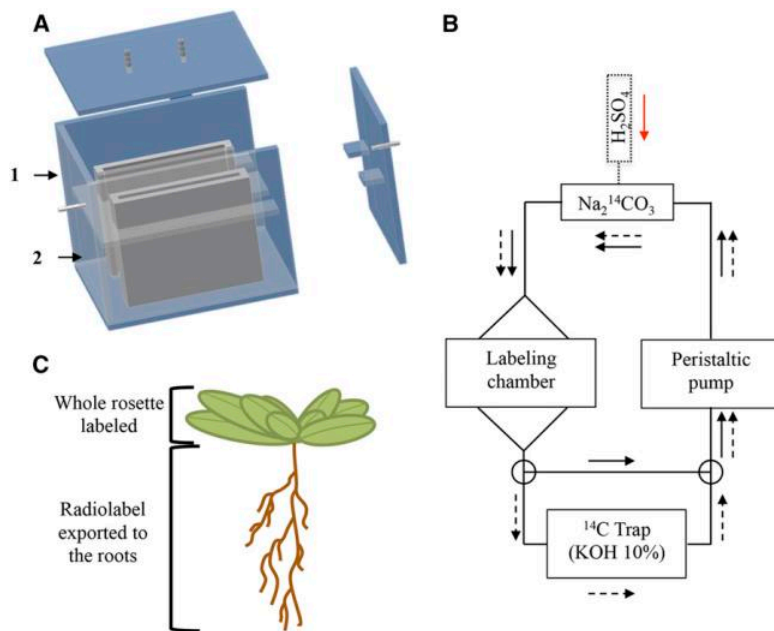 A
1
2
B
H₂SO₄
Na₂¹⁴CO₃
Labeling
chamber
Peristaltic
pump
¹⁴C Trap
(KOH 10%)
C
Whole rosette
labeled
Radiolabel
exported to
the roots